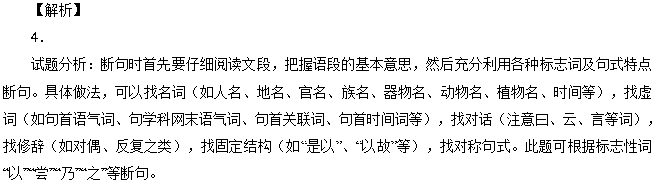 【解析】
4．
试题分析：断句时首先要仔细阅读文段，把握语段的基本意思，然后充分利用各种标志词及句式特点
断句。具体做法，可以找名词（如人名、地名、官名、族名、器物名、动物名、植物名、时间等），找虚
词（如句首语气词、句学科网末语气词、句首关联词、句首时间词等），找对话（注意曰、云、言等词），
找修辞（如对偶、反复之类），找固定结构（如“是以”、“以故”等），找对称句式。此题可根据标志性词
“以”“尝”“乃”“之”等断句。